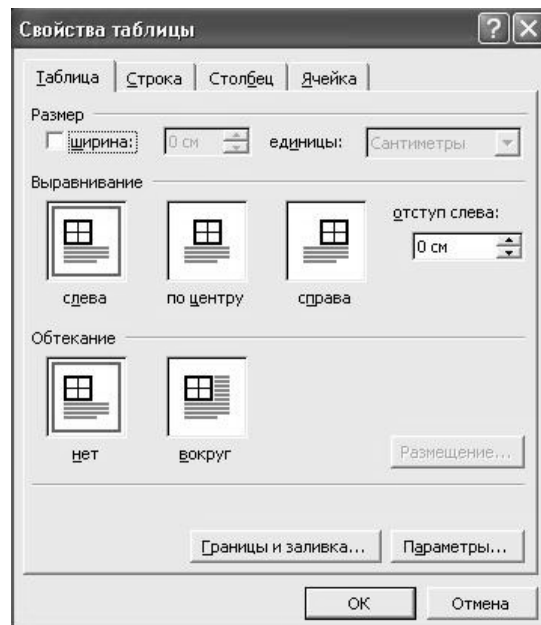 Свойства таблицы
Таблица Строка Столбец Ячейка
Размер
ширина: 0 см единицы: Сантиметры
Выравнивание
отступ слева:
0 см
слева по центру справа
Обтекание
нет вокруг
Размещение...
Границы и заливка... Параметры...
ОК Отмена